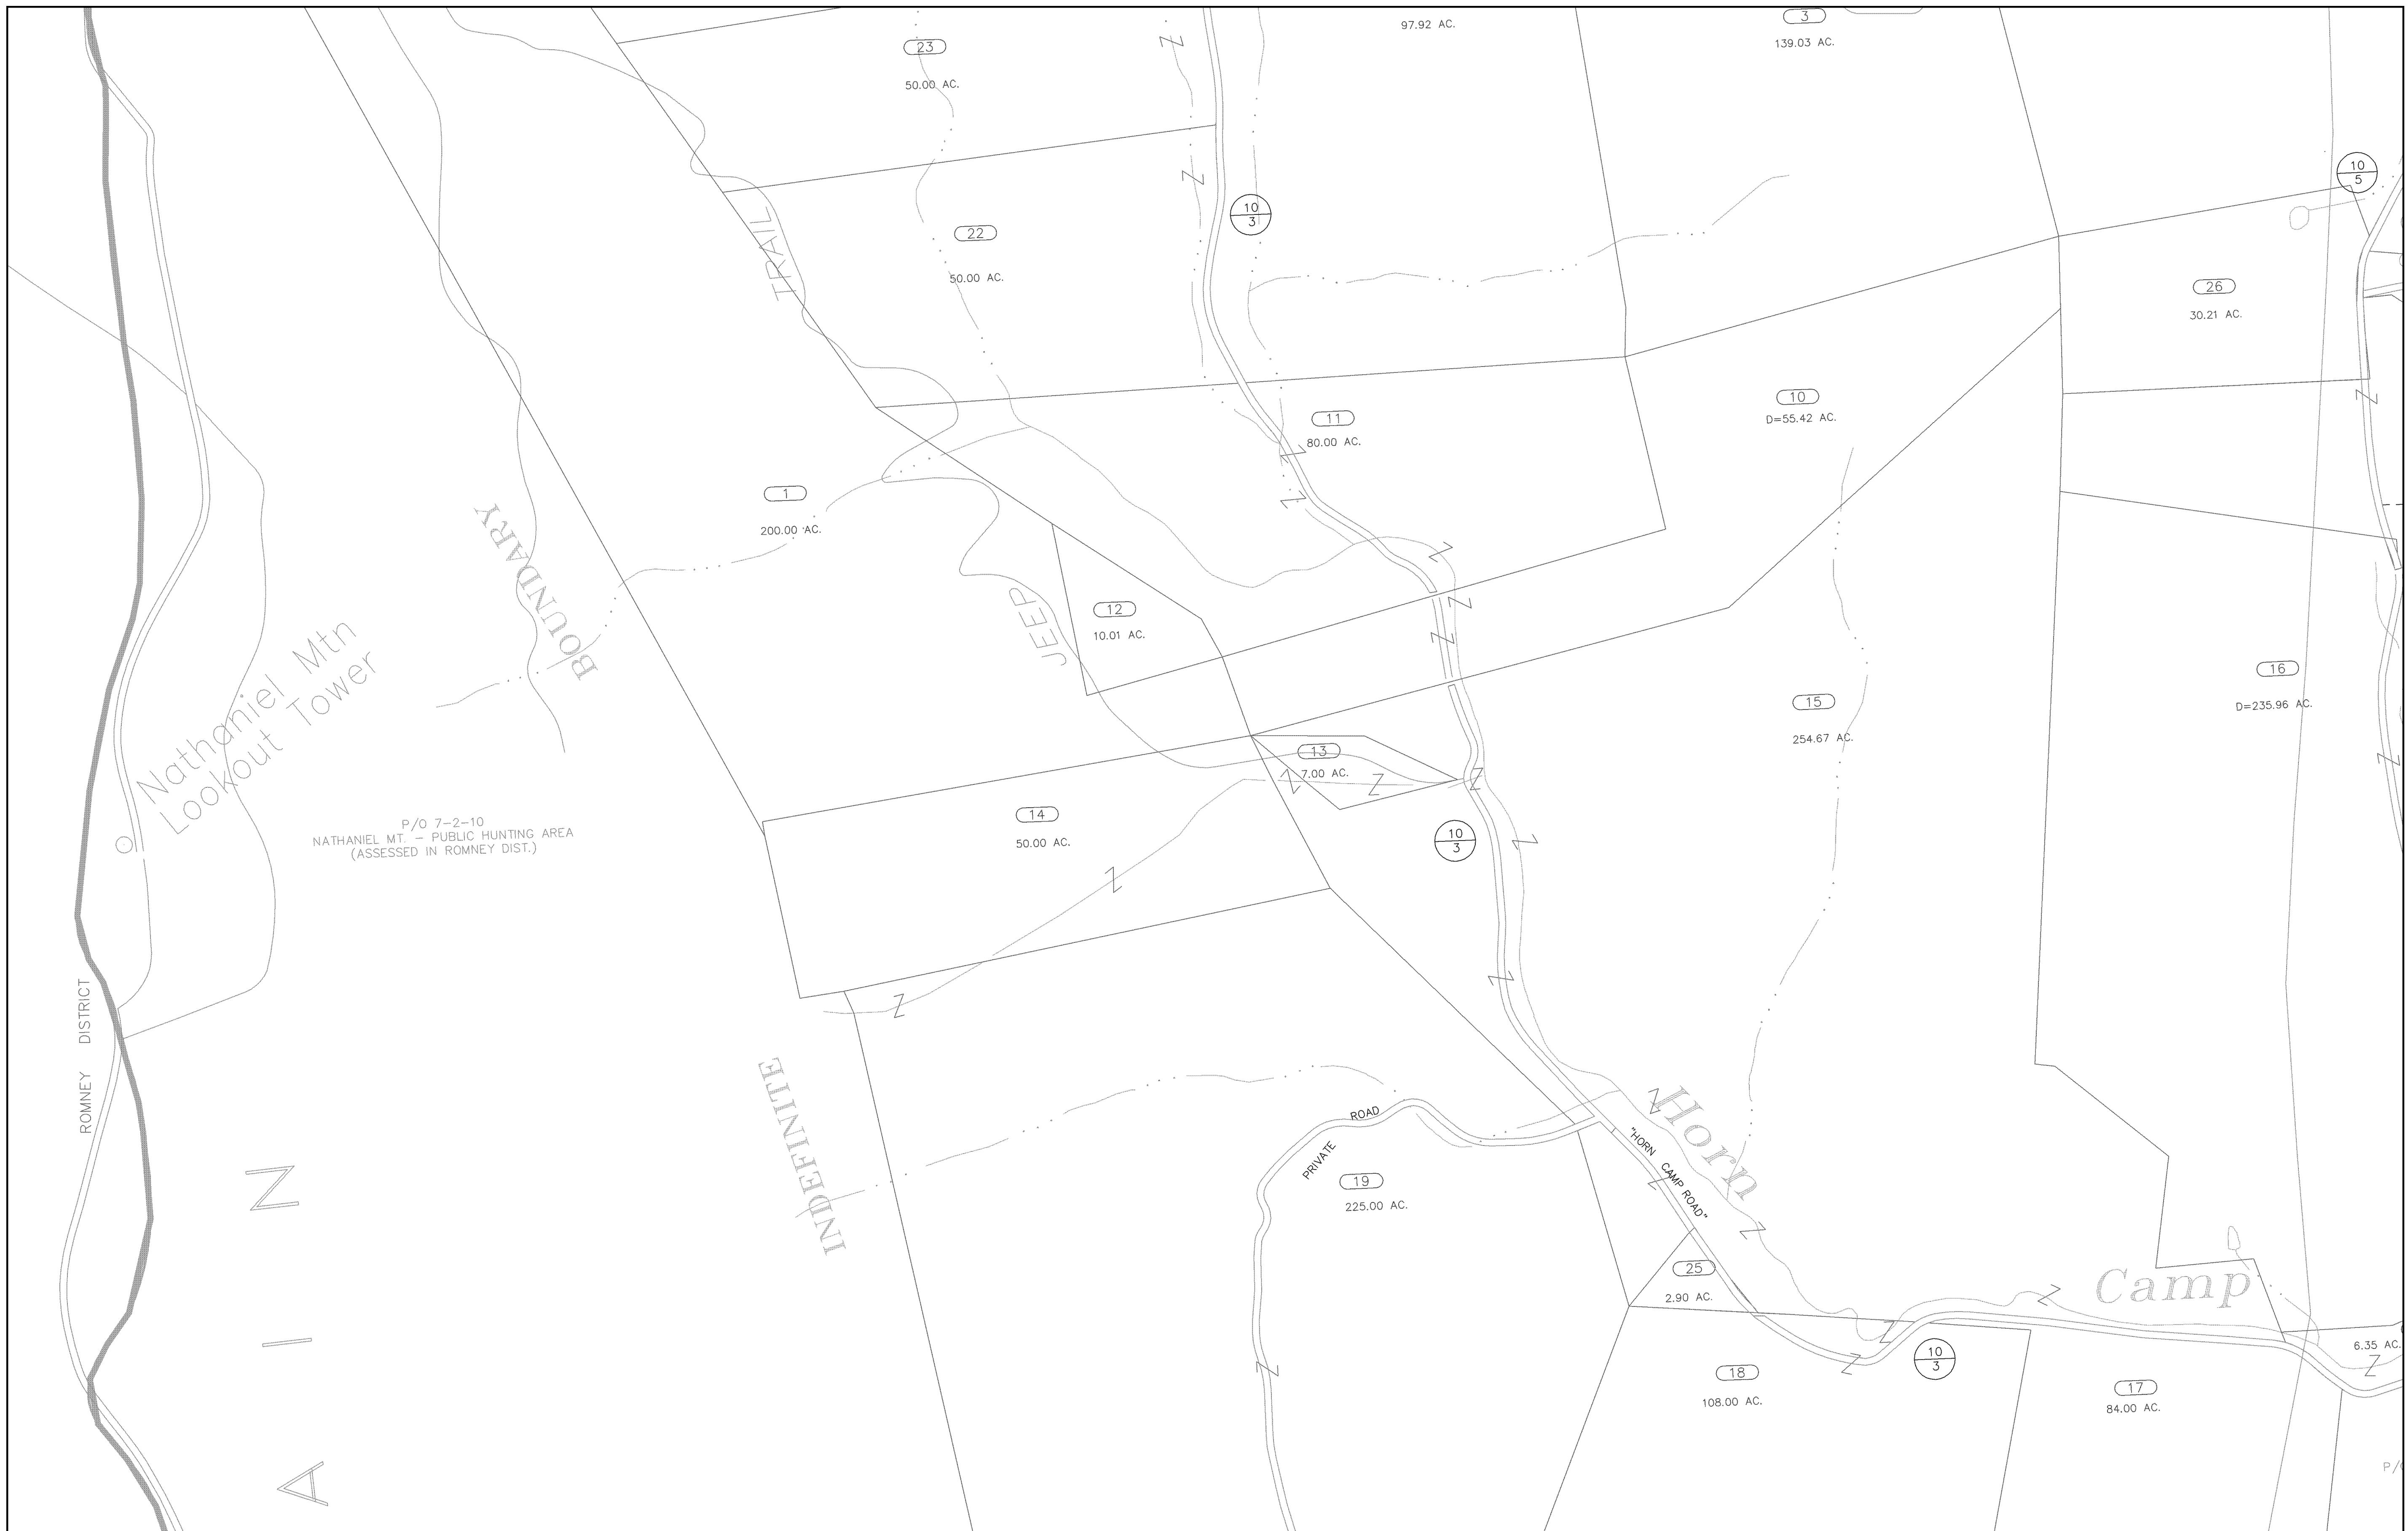 97.92 AC.
3
139.03 AC.
23
50.00 AC.
10
5
10
3
TRAIL
22
50.00 AC.
26
30.21 AC.
10
D=55.42 AC.
11
80.00 AC.
1
200.00 AC.
BOUNDARY
JEEP
12
10.01 AC.
Nathaniel Mtn
Lookout Tower
16
D=235.96 AC.
15
254.67 AC.
13
7.00 AC.
14
50.00 AC.
P/O 7-2-10
NATHANIEL MT. - PUBLIC HUNTING AREA
(ASSESSED IN ROMNEY DIST.)
10
3
ROMNEY DISTRICT
INDEFINITE
Horn
PRIVATE ROAD
"HORN CAMP ROAD"
19
225.00 AC.
25
2.90 AC.
Camp
6.35 AC.
10
3
18
108.00 AC.
17
84.00 AC.
A I N